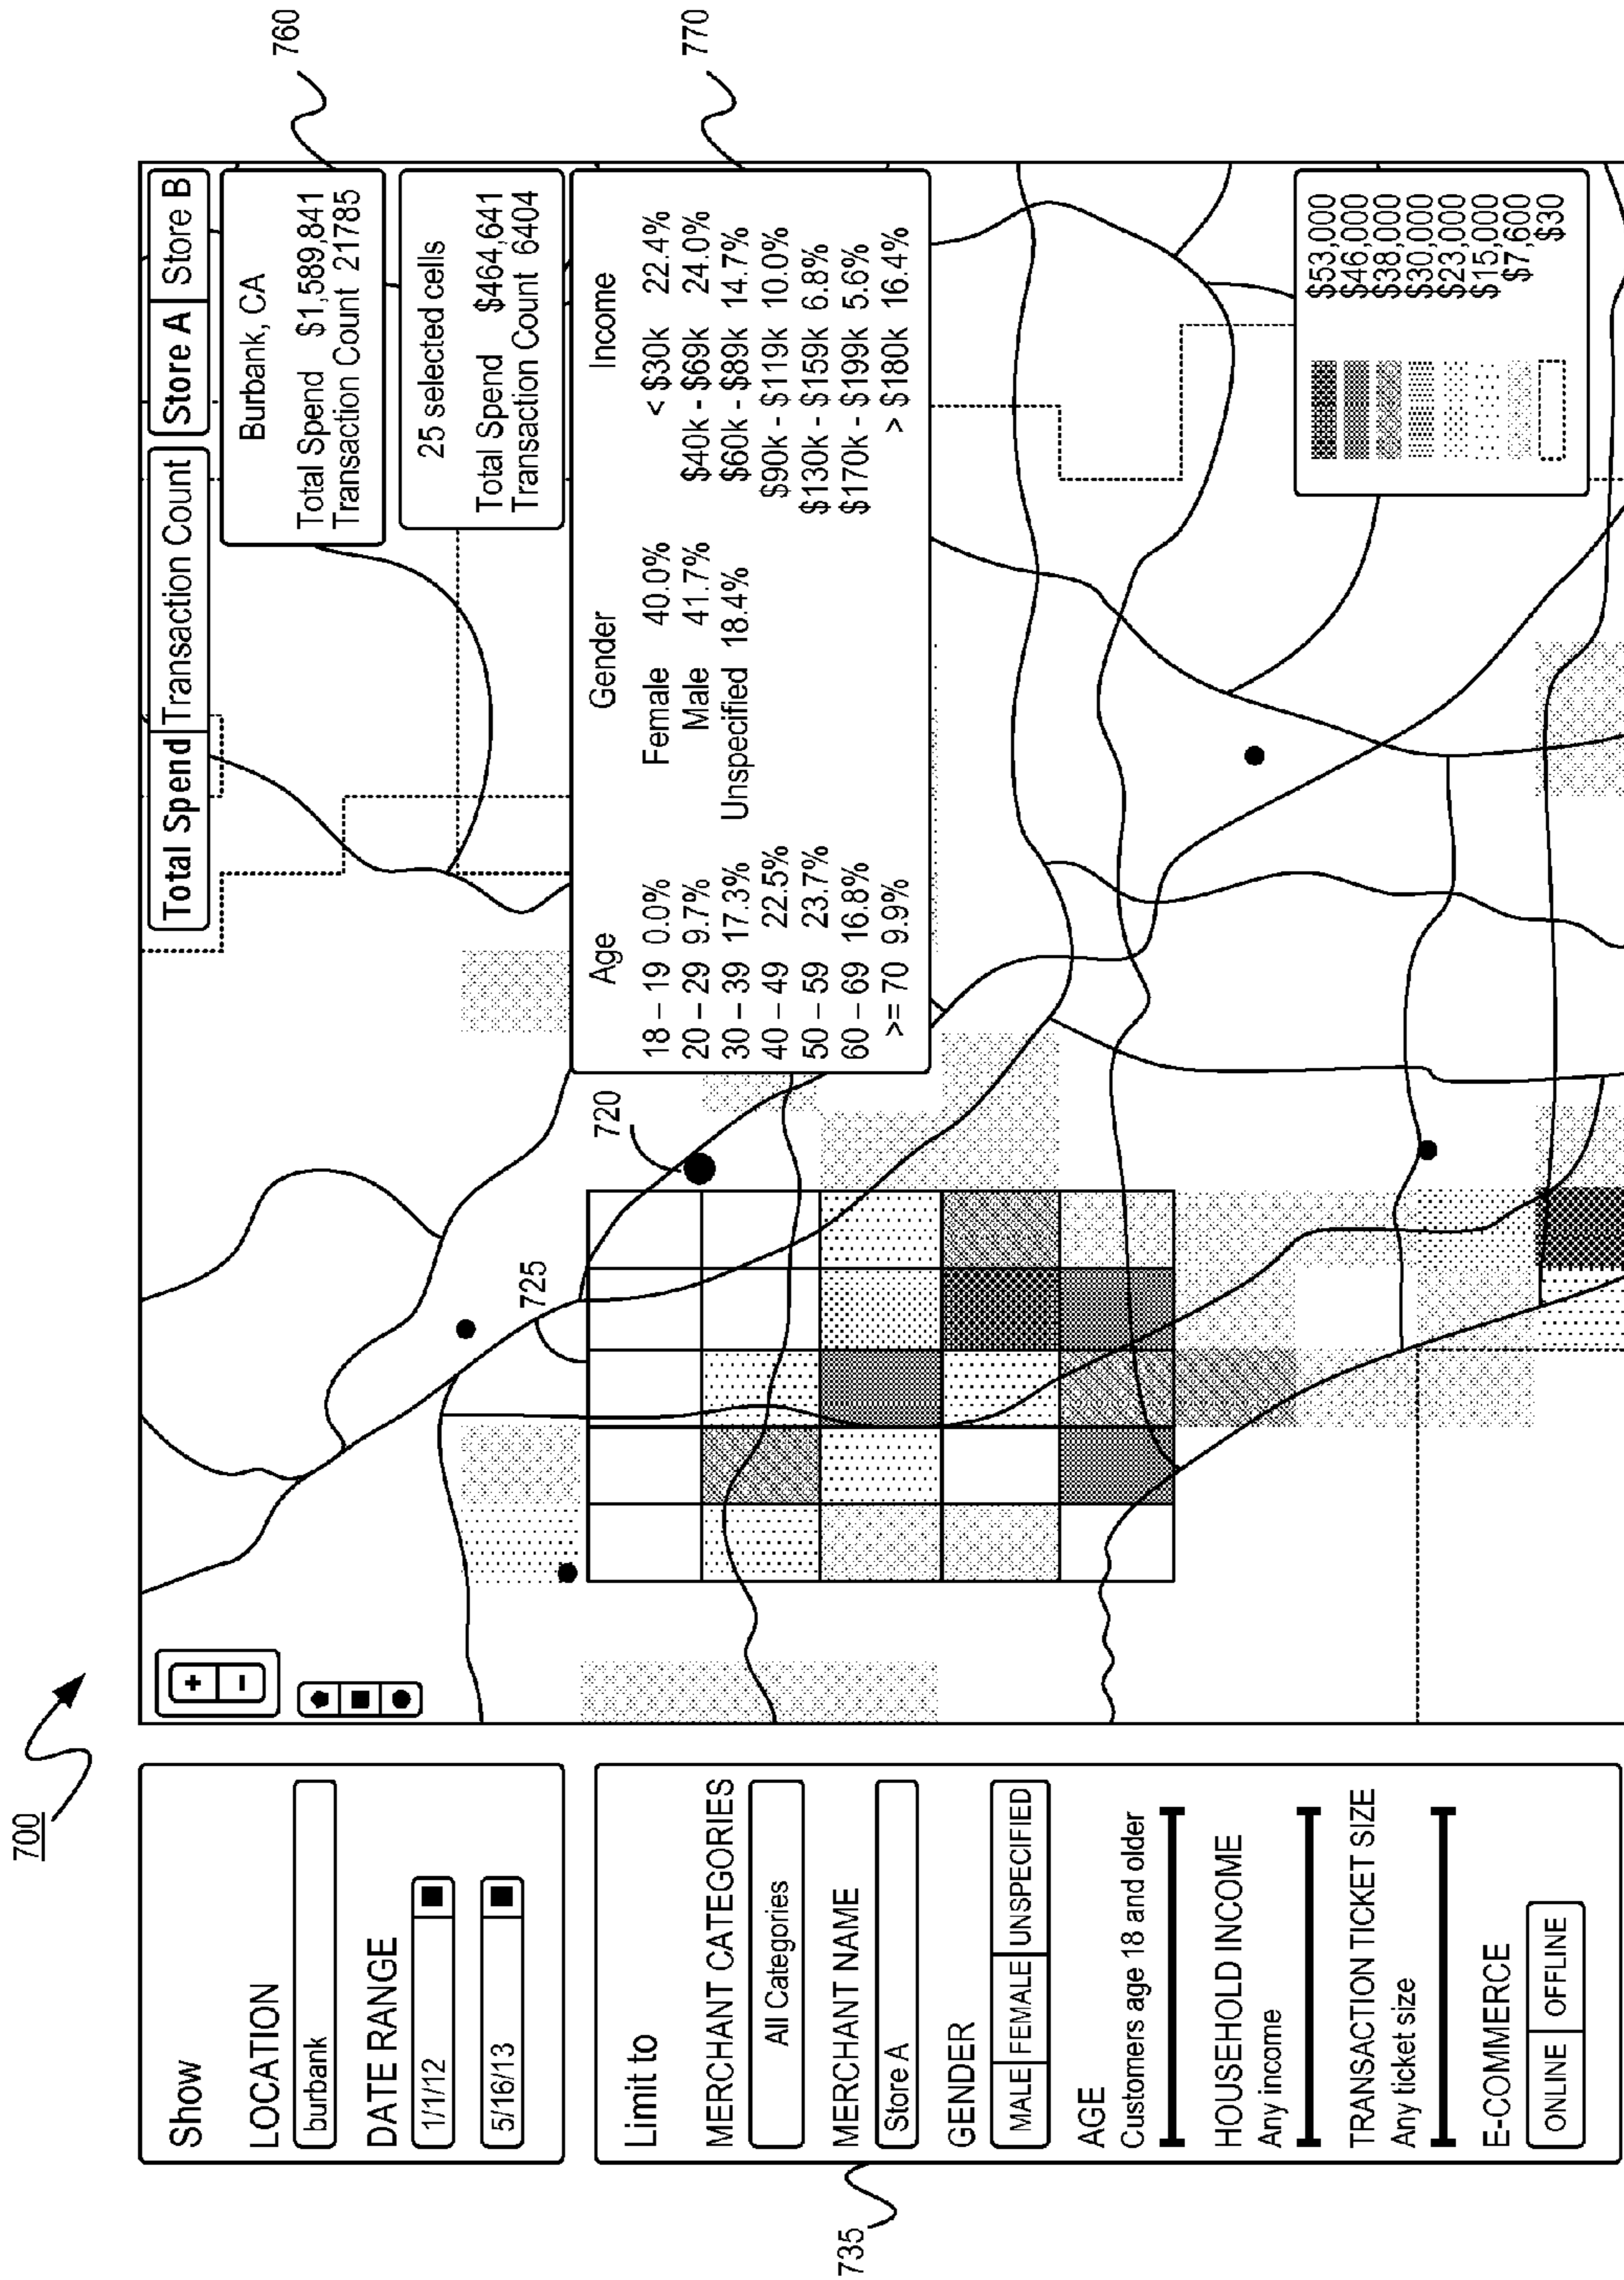 700
Show
LOCATION
burbank
DATE RANGE
1/1/12
5/16/13
Limit to
MERCHANT CATEGORIES
All Categories
MERCHANT NAME
Store A
GENDER
MALE FEMALE UNSPECIFIED
AGE
Customers age 18 and older
HOUSEHOLD INCOME
Any income
TRANSACTION TICKET SIZE
Any ticket size
E-COMMERCE
ONLINE OFFLINE
735
+
−
Total Spend Transaction Count
Store A Store B
Burbank, CA
Total Spend $1,589,841
Transaction Count 21785
760
25 selected cells
Total Spend $464,641
Transaction Count 6404
Age Gender Income
18 – 19 0.0% Female 40.0% < $30k 22.4%
20 – 29 9.7% Male 41.7% $40k - $69k 24.0%
30 – 39 17.3% Unspecified 18.4% $60k - $89k 14.7%
40 – 49 22.5% $90k - $119k 10.0%
50 – 59 23.7% $130k - $159k 6.8%
60 – 69 16.8% $170k - $199k 5.6%
>= 70 9.9% > $180k 16.4%
770
725
720
$53,000
$46,000
$38,000
$30,000
$23,000
$15,000
$7,600
$30